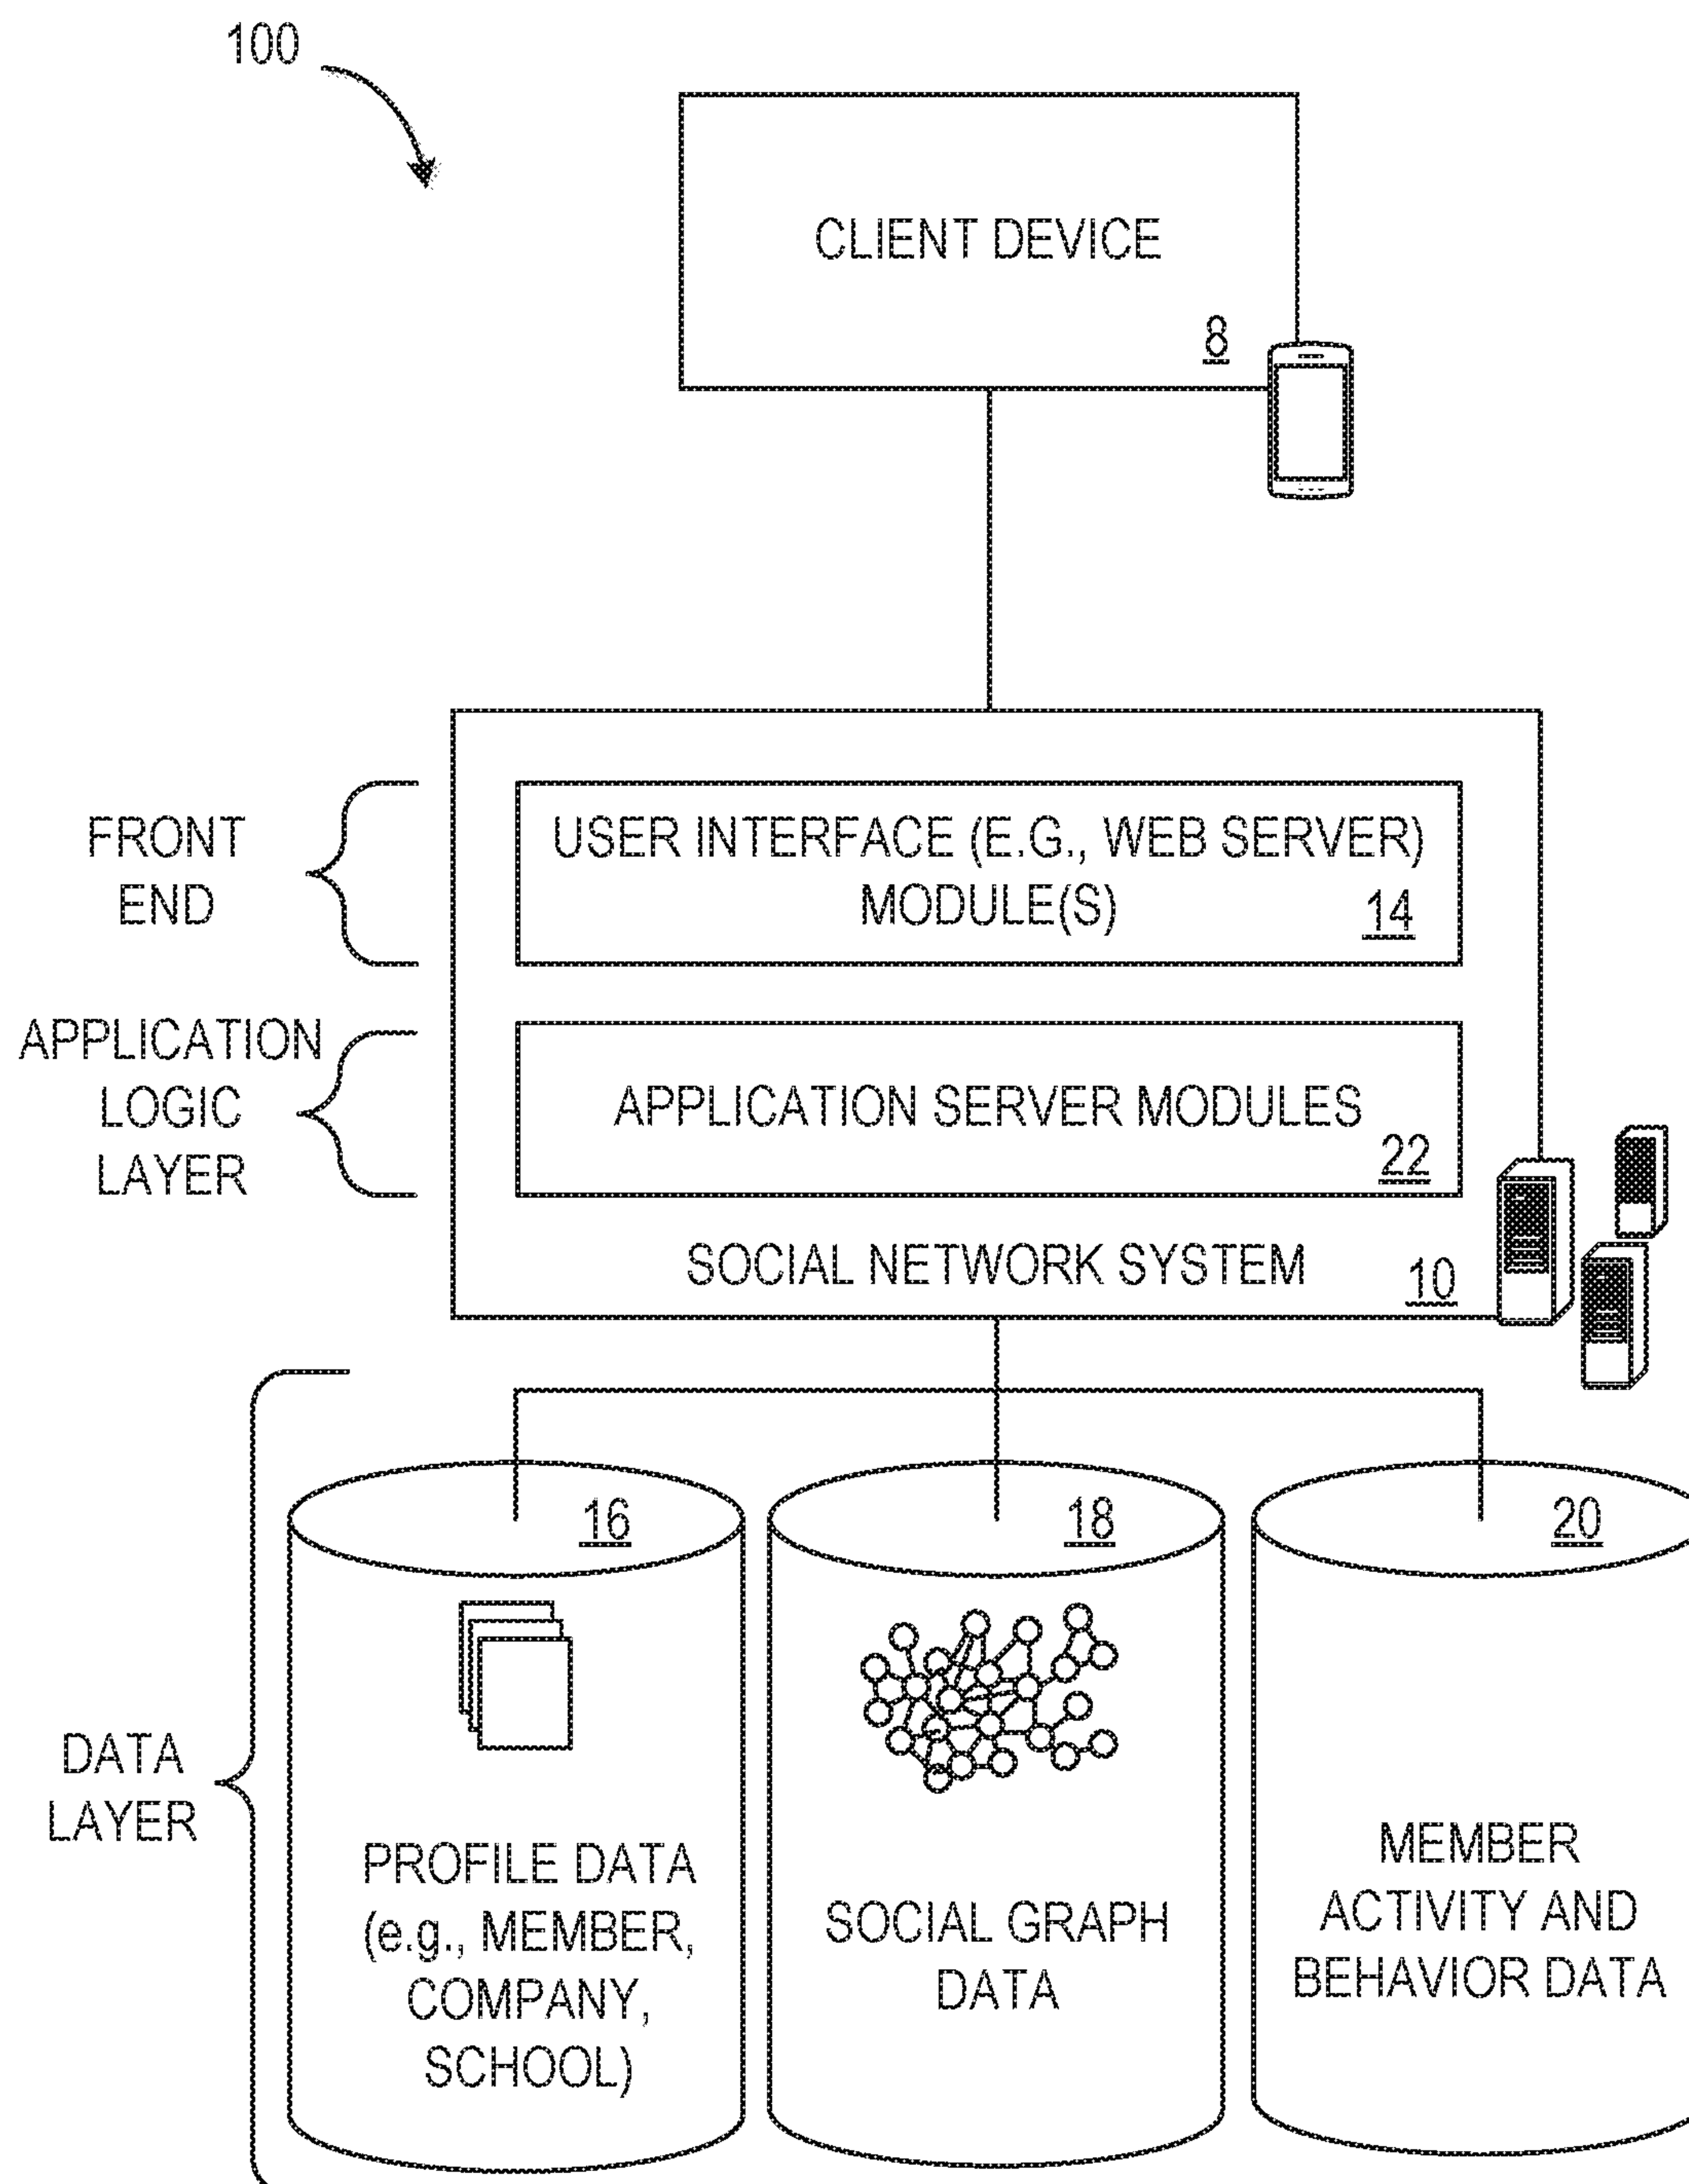 100
CLIENT DEVICE
8
FRONT
END
USER INTERFACE (E.G., WEB SERVER)
MODULE(S)
14
APPLICATION
LOGIC
LAYER
APPLICATION SERVER MODULES
22
SOCIAL NETWORK SYSTEM
10
DATA
LAYER
16
PROFILE DATA
(e.g., MEMBER,
COMPANY,
SCHOOL)
18
SOCIAL GRAPH
DATA
20
MEMBER
ACTIVITY AND
BEHAVIOR DATA